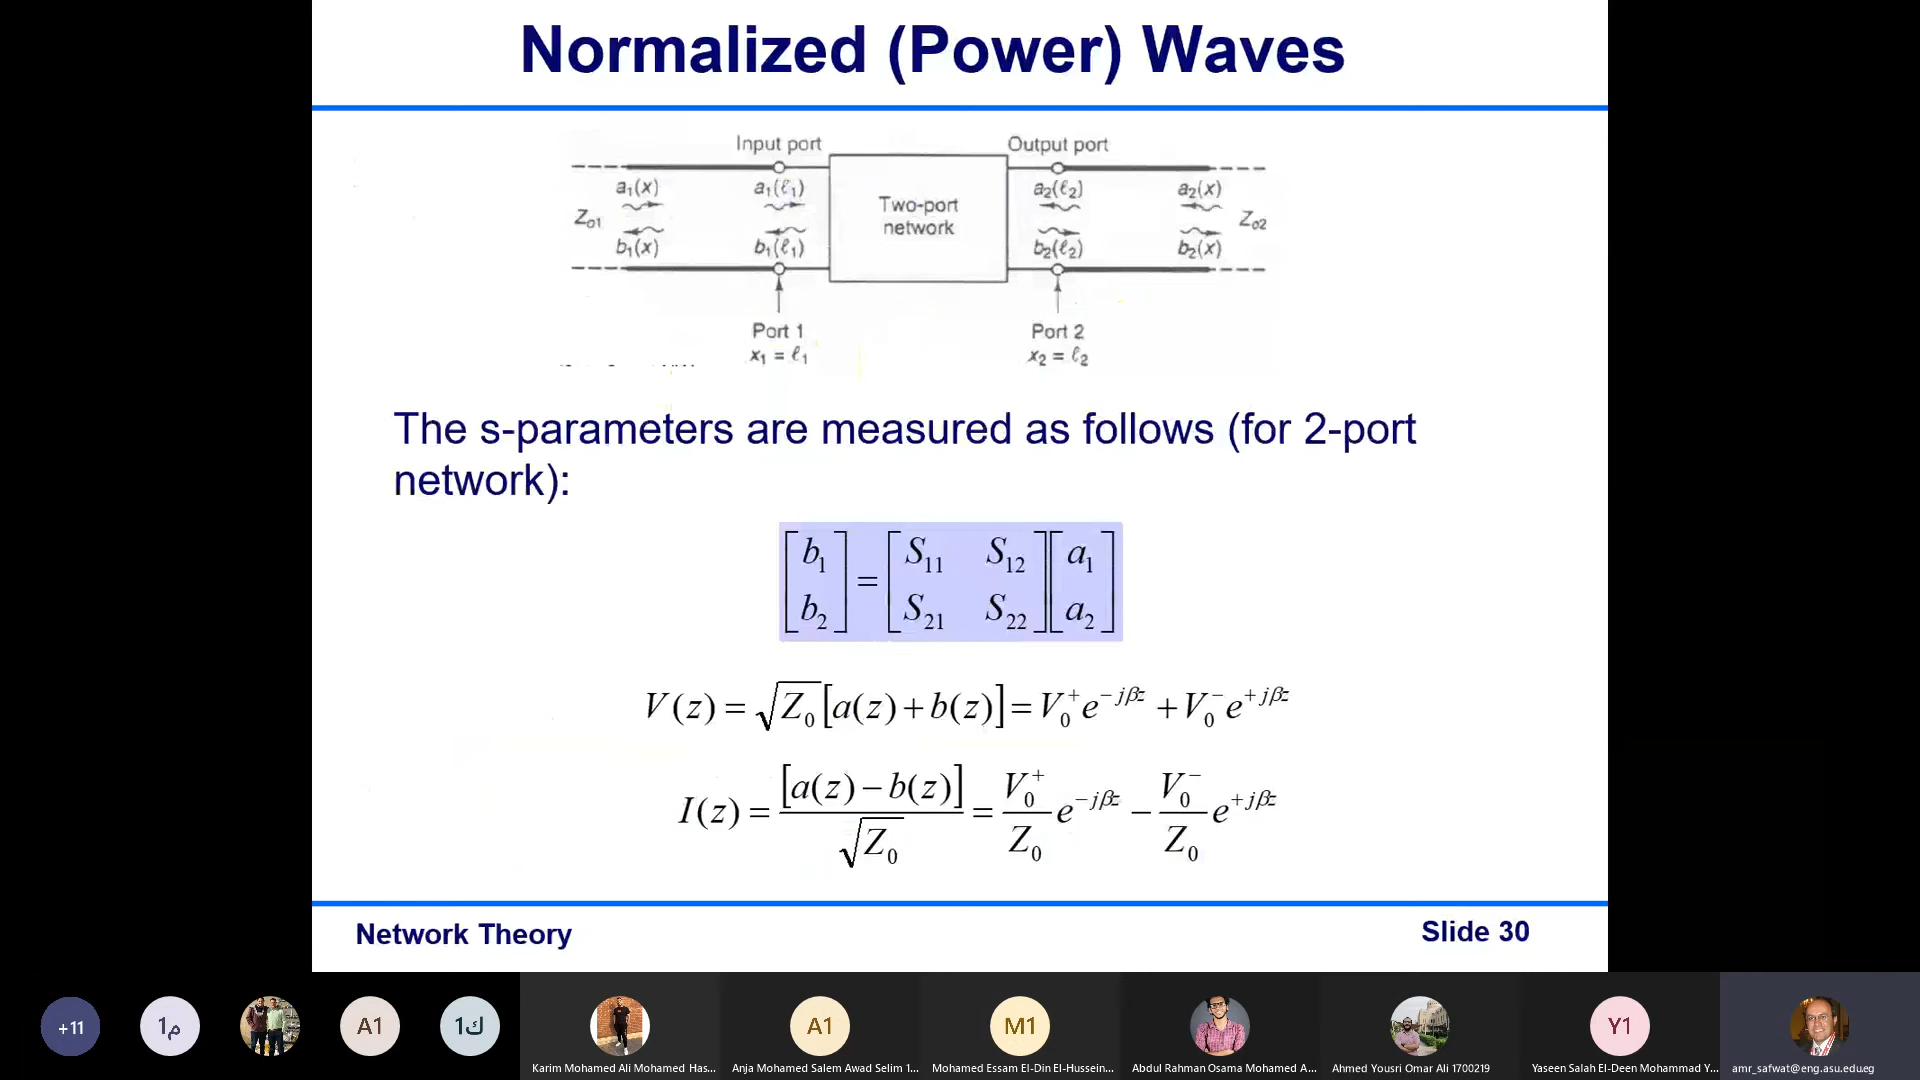 Normalized (Power) Waves
Input port
Output port
a₁(x)
a₁(ℓ₁)
Two-port
network
a₂(ℓ₂)
a₂(x)
Z₀₁
Z₀₂
b₁(x)
b₁(ℓ₁)
b₂(ℓ₂)
b₂(x)
Port 1
x₁ = ℓ₁
Port 2
x₂ = ℓ₂
The s-parameters are measured as follows (for 2-port
network):
[b₁ b₂] = [S₁₁ S₁₂ S₂₁ S₂₂][a₁ a₂]
V(z) = √Z₀[a(z)+b(z)] = V₀⁺e^(−jβz) + V₀⁻e^(+jβz)
I(z) = [a(z)−b(z)]/√Z₀ = (V₀⁺/Z₀)e^(−jβz) − (V₀⁻/Z₀)e^(+jβz)
Network Theory
Slide 30
+11
م1
A1
ك1
A1
M1
Y1
Karim Mohamed Ali Mohamed Has...
Anja Mohamed Salem Awad Selim 1...
Mohamed Essam El-Din El-Hussein...
Abdul Rahman Osama Mohamed A...
Ahmed Yousri Omar Ali 1700219
Yaseen Salah El-Deen Mohammad Y...
amr_safwat@eng.asu.edu.eg